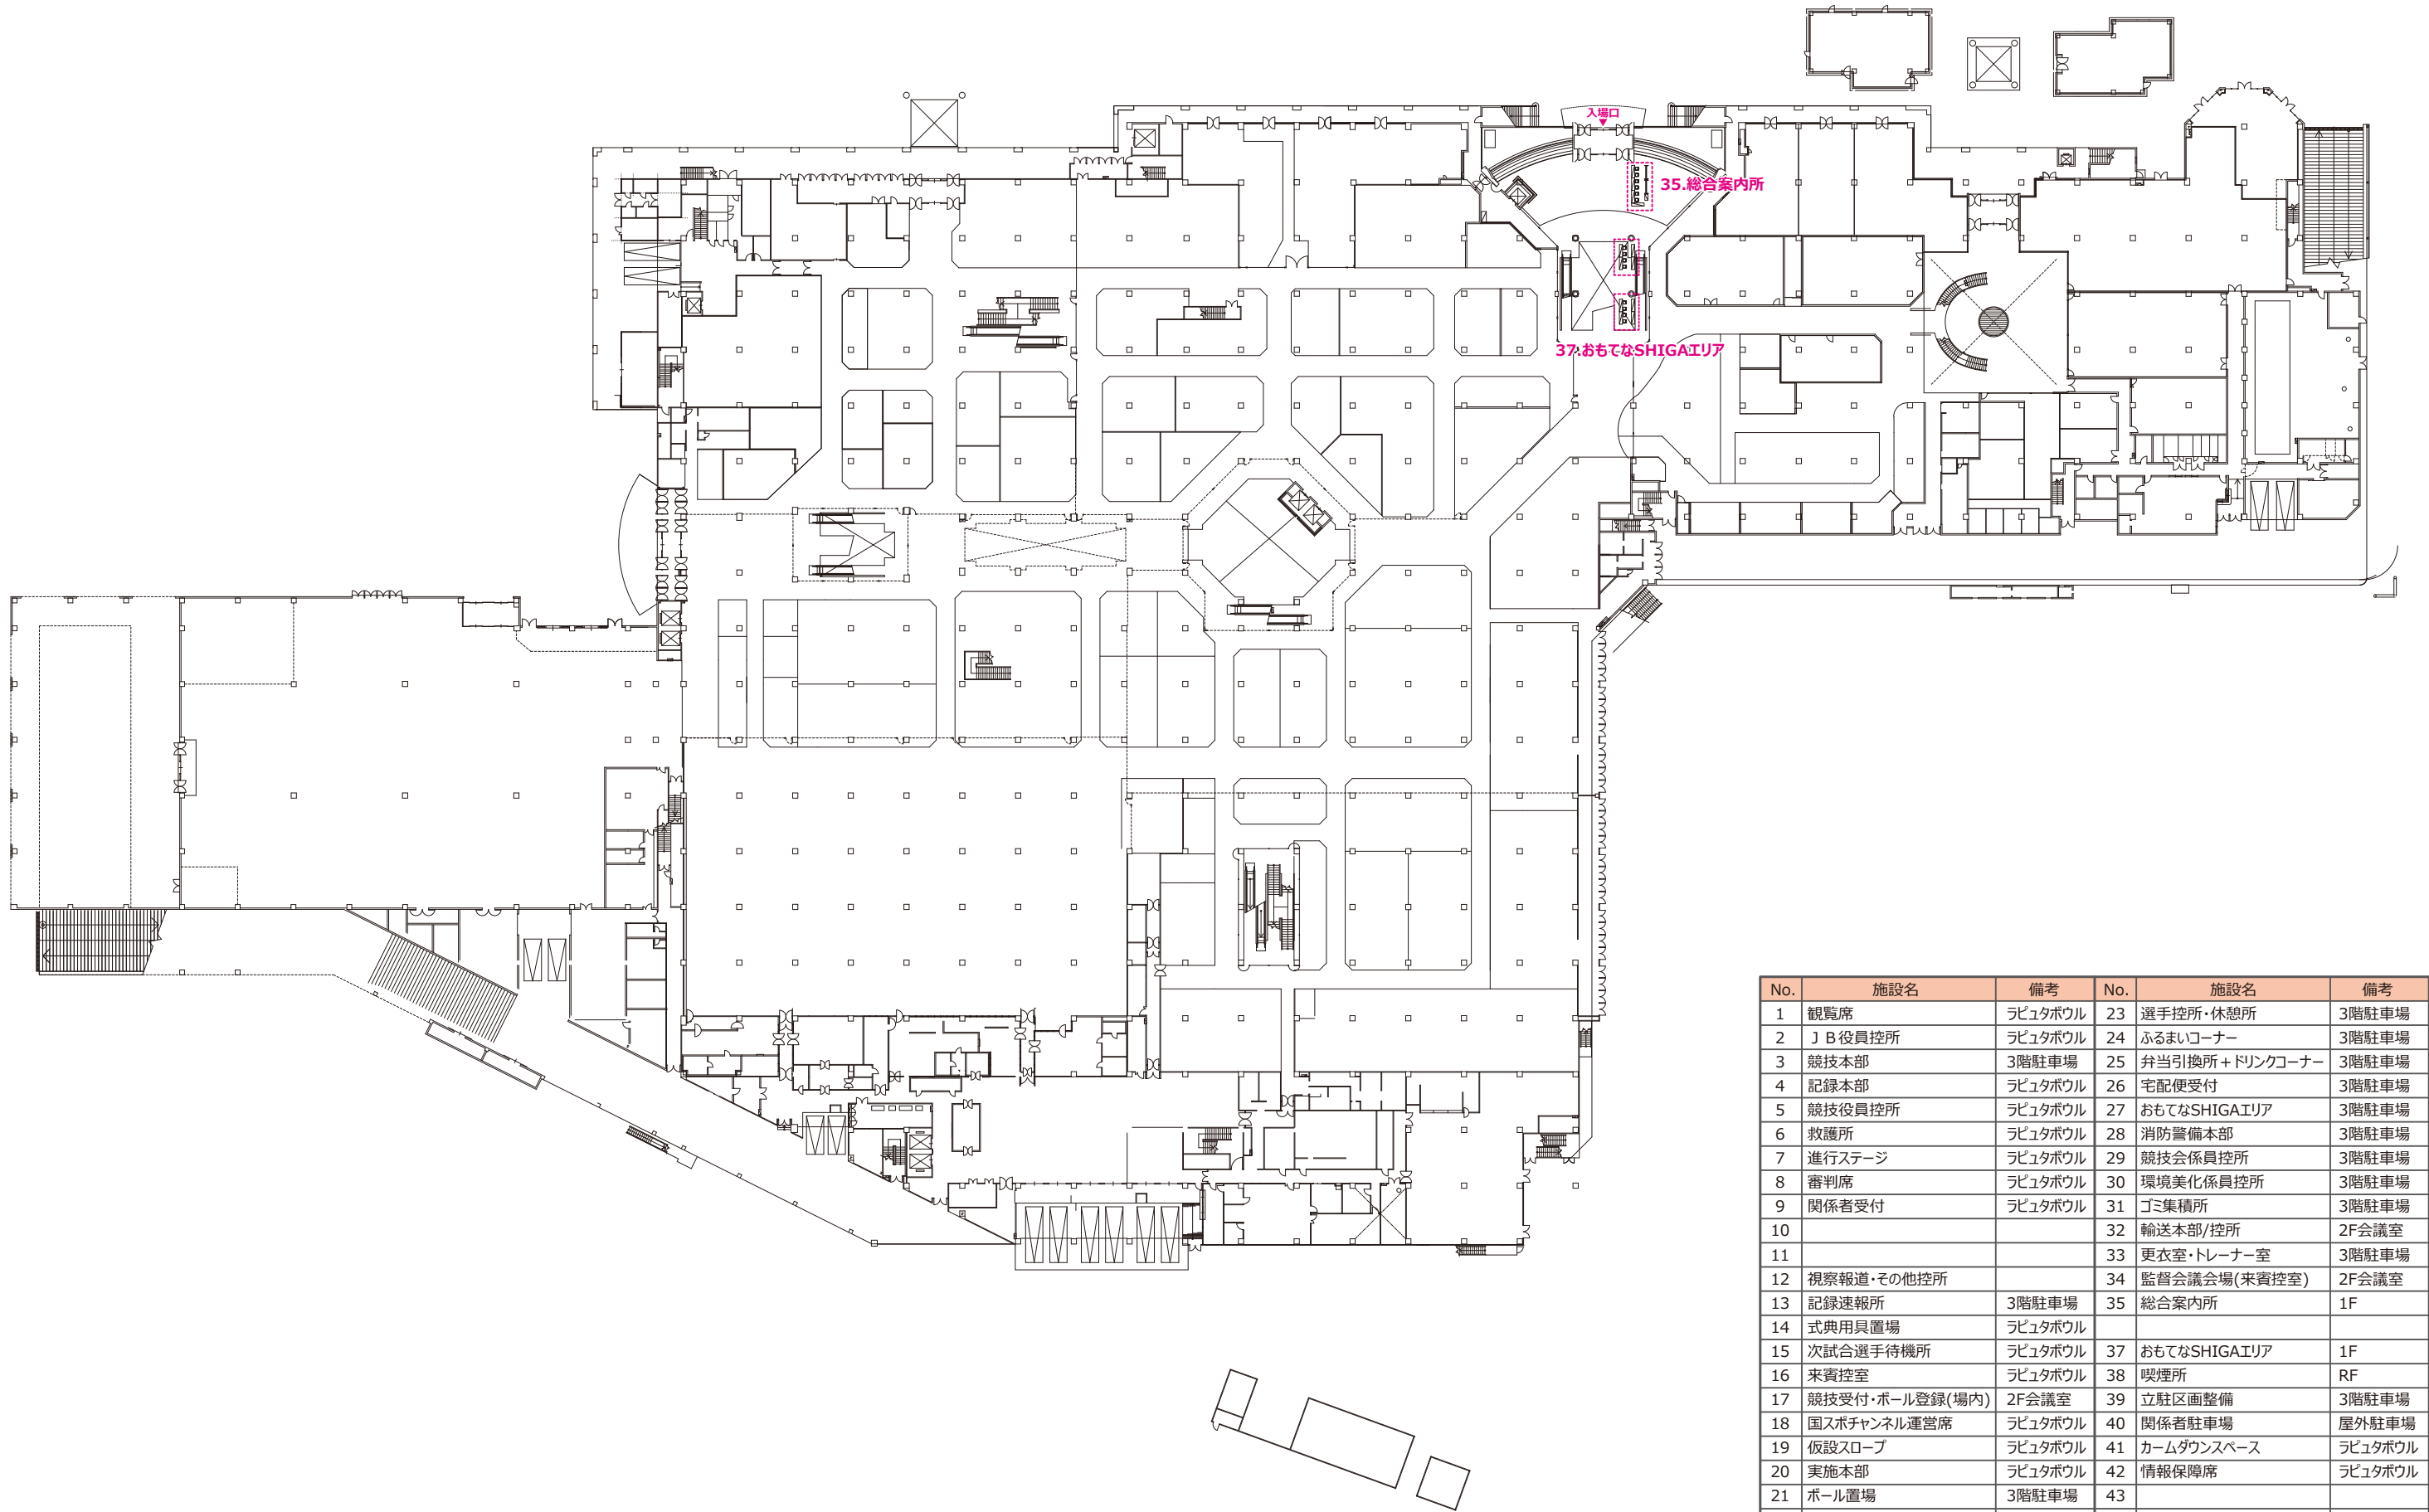 入場口
35.総合案内所
37.おもてなSHIGAエリア
No. 施設名 備考 No. 施設名 備考
1 観覧席 ラピュタボウル 23 選手控所・休憩所 3階駐車場
2 JB役員控所 ラピュタボウル 24 ふるまいコーナー 3階駐車場
3 競技本部 3階駐車場 25 弁当引換所+ドリンクコーナー 3階駐車場
4 記録本部 ラピュタボウル 26 宅配便受付 3階駐車場
5 競技役員控所 ラピュタボウル 27 おもてなSHIGAエリア 3階駐車場
6 救護所 ラピュタボウル 28 消防警備本部 3階駐車場
7 進行ステージ ラピュタボウル 29 競技会係員控所 3階駐車場
8 審判席 ラピュタボウル 30 環境美化係員控所 3階駐車場
9 関係者受付 ラピュタボウル 31 ゴミ集積所 3階駐車場
10 32 輸送本部/控所 2F会議室
11 33 更衣室・トレーナー室 3階駐車場
12 視察報道・その他控所 34 監督会議会場(来賓控室) 2F会議室
13 記録速報所 3階駐車場 35 総合案内所 1F
14 式典用具置場 ラピュタボウル
15 次試合選手待機所 ラピュタボウル 37 おもてなSHIGAエリア 1F
16 来賓控室 ラピュタボウル 38 喫煙所 RF
17 競技受付・ボール登録(場内) 2F会議室 39 立駐区画整備 3階駐車場
18 国スポチャンネル運営席 ラピュタボウル 40 関係者駐車場 屋外駐車場
19 仮設スロープ ラピュタボウル 41 カームダウンスペース ラピュタボウル
20 実施本部 ラピュタボウル 42 情報保障席 ラピュタボウル
21 ボール置場 3階駐車場 43